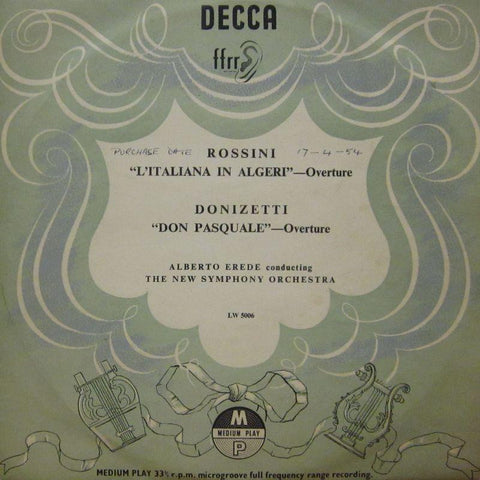 DECCA
ffrr
PURCHASE DATE ROSSINI 17-4-54
"L'ITALIANA IN ALGERI"—Overture
DONIZETTI
"DON PASQUALE"—Overture
ALBERTO EREDE conducting
THE NEW SYMPHONY ORCHESTRA
LW 5006
M
MEDIUM PLAY
P
MEDIUM PLAY 33⅓ r.p.m. microgroove full frequency range recording.